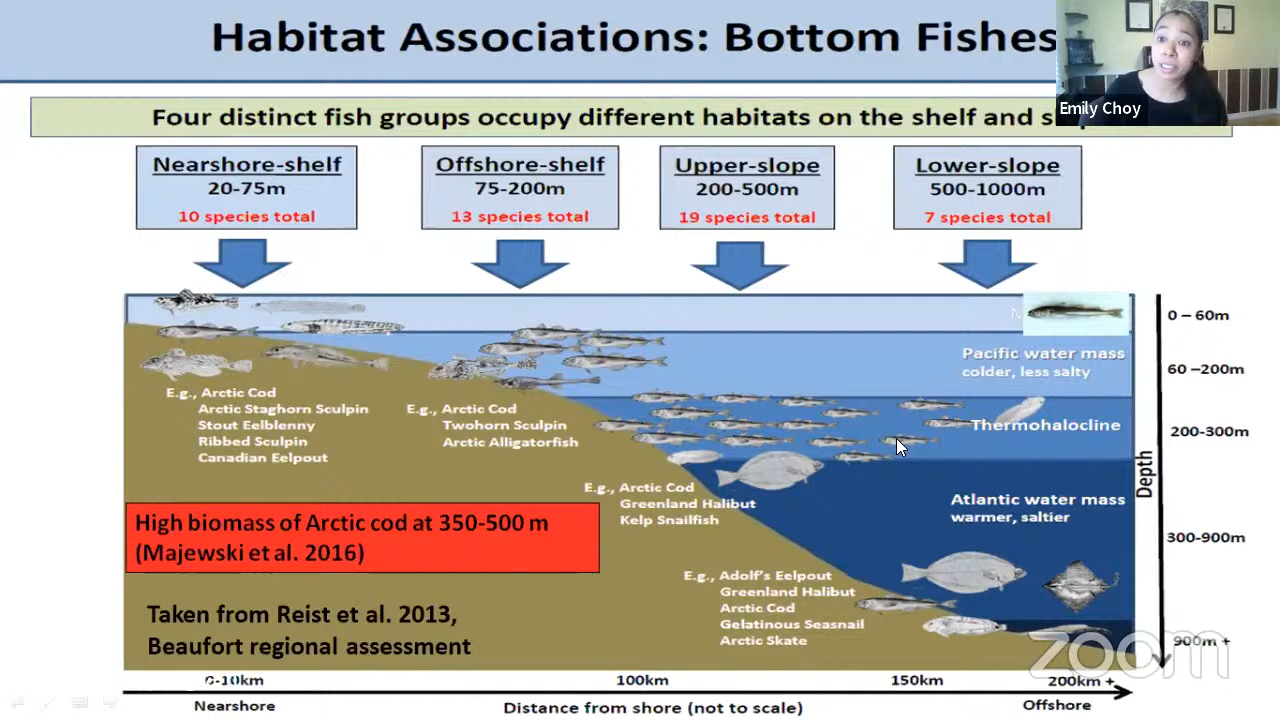 Habitat Associations: Bottom Fishes
Emily Choy
Four distinct fish groups occupy different habitats on the shelf and
Nearshore-shelf
20-75m
10 species total
Offshore-shelf
75-200m
13 species total
Upper-slope
200-500m
19 species total
Lower-slope
500-1000m
7 species total
0 – 60m
Pacific water mass
colder, less salty
60 –200m
Thermohalocline
200-300m
E.g., Arctic Cod
Arctic Staghorn Sculpin
Stout Eelblenny
Ribbed Sculpin
Canadian Eelpout
E.g., Arctic Cod
Twohorn Sculpin
Arctic Alligatorfish
E.g., Arctic Cod
Greenland Halibut
Kelp Snailfish
Atlantic water mass
warmer, saltier
Depth
300-900m
High biomass of Arctic cod at 350-500 m
(Majewski et al. 2016)
E.g., Adolf's Eelpout
Greenland Halibut
Arctic Cod
Gelatinous Seasnail
Arctic Skate
Taken from Reist et al. 2013,
Beaufort regional assessment
900m +
zoom
0-10km
100km
150km
200km +
Nearshore
Distance from shore (not to scale)
Offshore